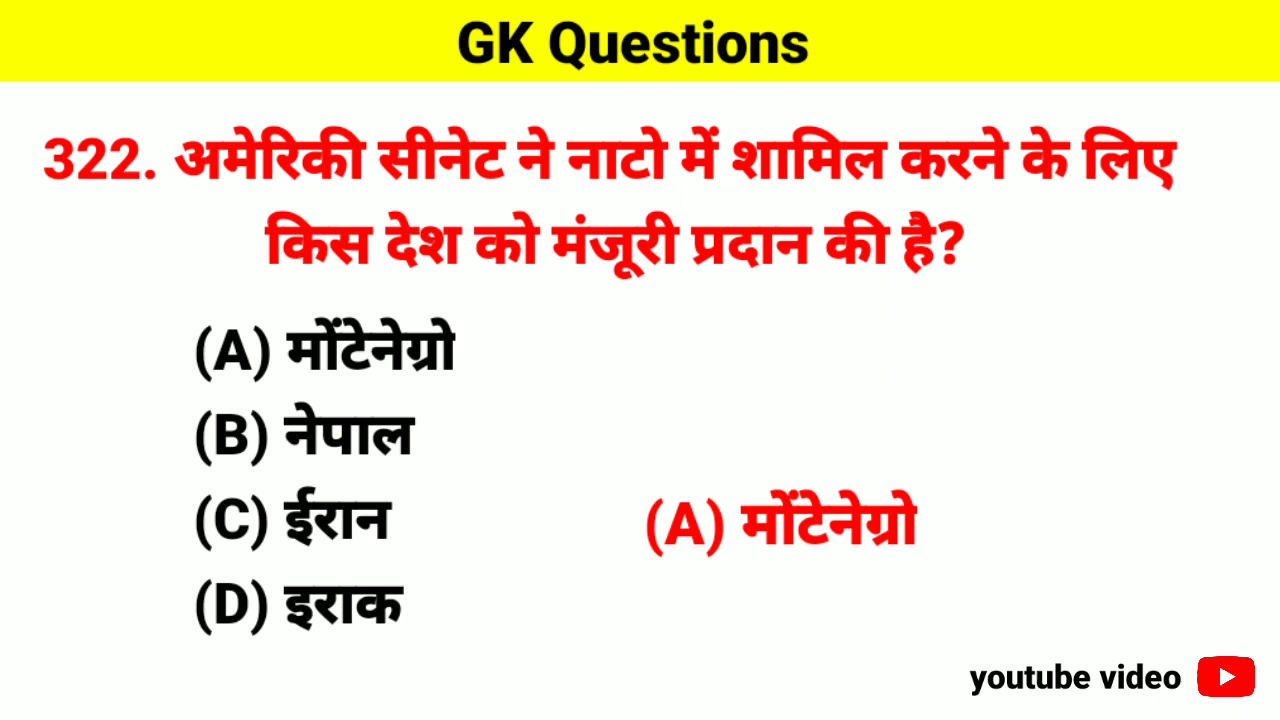 GK Questions
322. अमेरिकी सीनेट ने नाटो में शामिल करने के लिए
किस देश को मंजूरी प्रदान की है?
(A) मोंटेनेग्रो
(B) नेपाल
(C) ईरान
(A) मोंटेनेग्रो
(D) इराक
youtube video